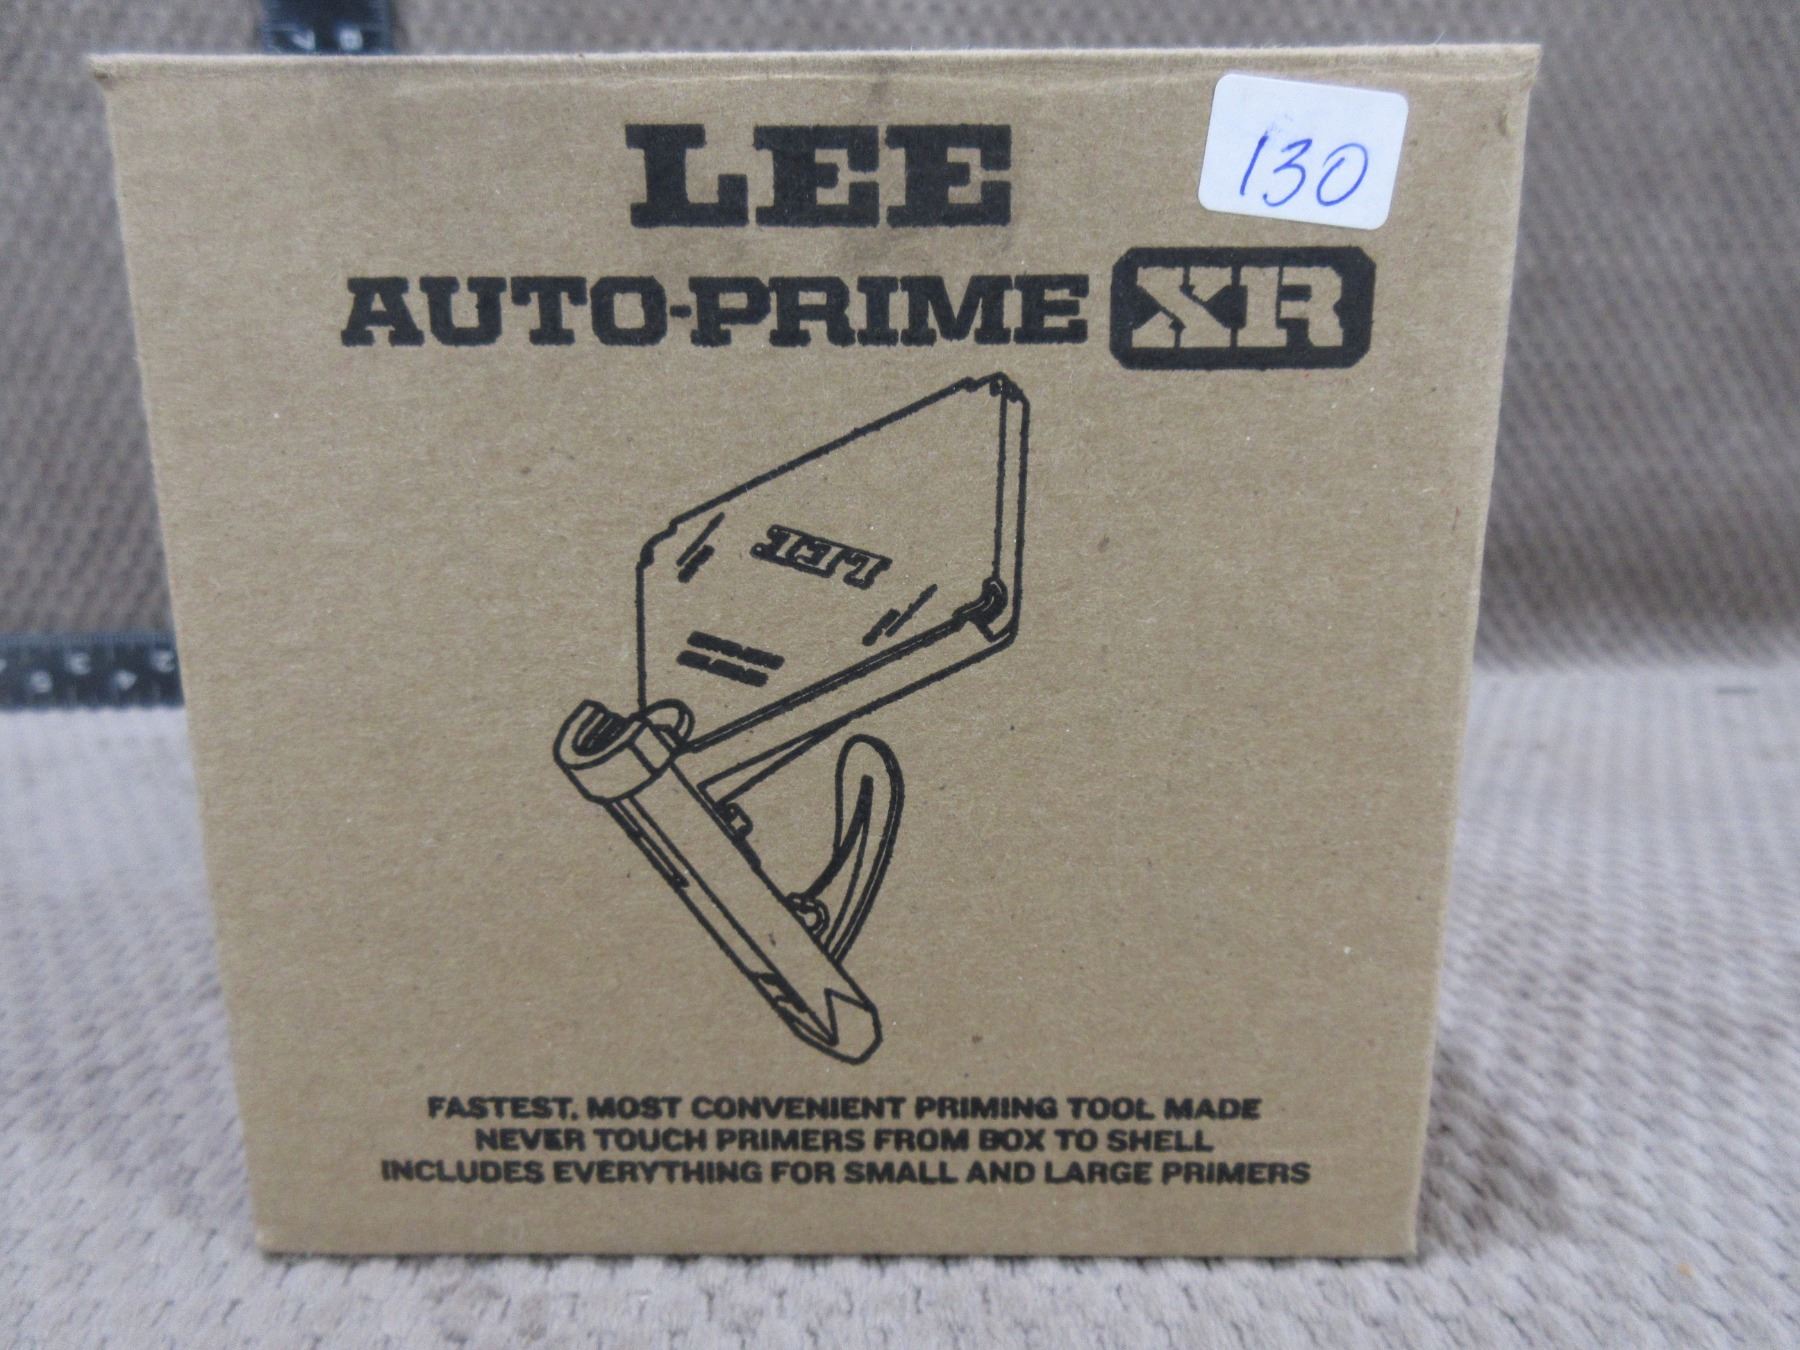 LEE
130
AUTO-PRIME XR
LEE
FASTEST, MOST CONVENIENT PRIMING TOOL MADE
NEVER TOUCH PRIMERS FROM BOX TO SHELL
INCLUDES EVERYTHING FOR SMALL AND LARGE PRIMERS